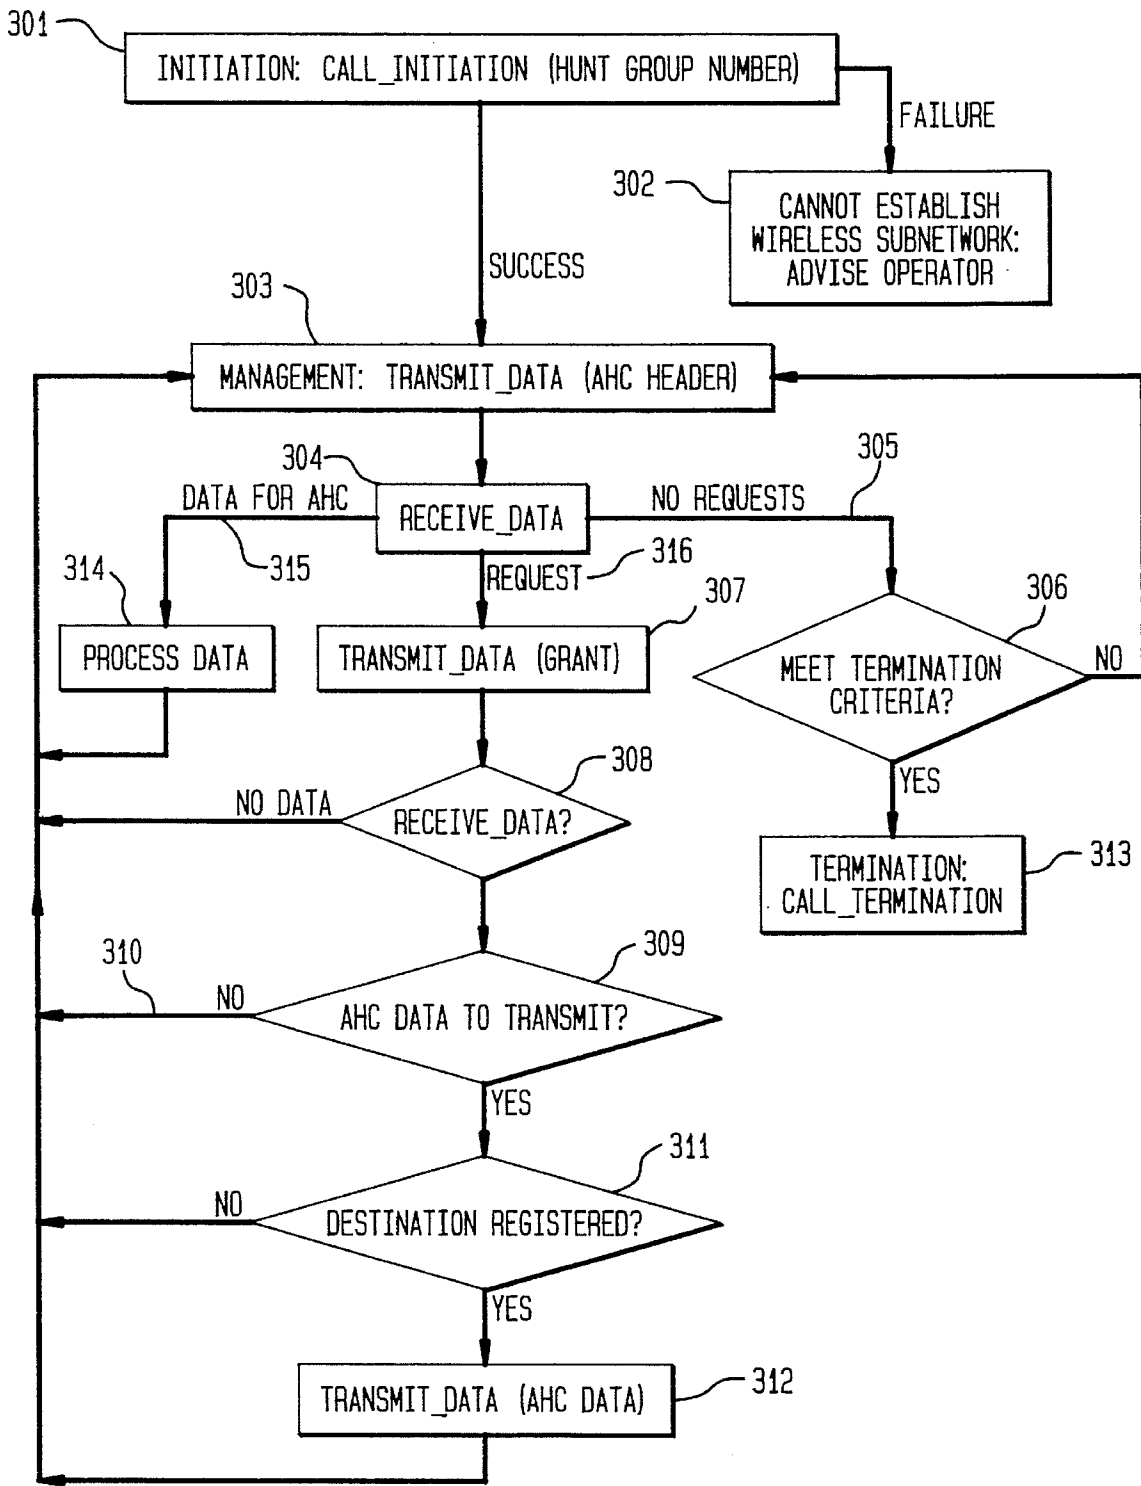 301
INITIATION: CALL_INITIATION (HUNT GROUP NUMBER)
FAILURE
302
CANNOT ESTABLISH
WIRELESS SUBNETWORK:
ADVISE OPERATOR
SUCCESS
303
MANAGEMENT: TRANSMIT_DATA (AHC HEADER)
304
305
DATA FOR AHC
RECEIVE_DATA
NO REQUESTS
315
316
REQUEST
314
307
306
PROCESS DATA
TRANSMIT_DATA (GRANT)
MEET TERMINATION
CRITERIA?
NO
308
YES
NO DATA
RECEIVE_DATA?
313
TERMINATION:
CALL_TERMINATION
310
309
NO
AHC DATA TO TRANSMIT?
YES
311
NO
DESTINATION REGISTERED?
YES
312
TRANSMIT_DATA (AHC DATA)